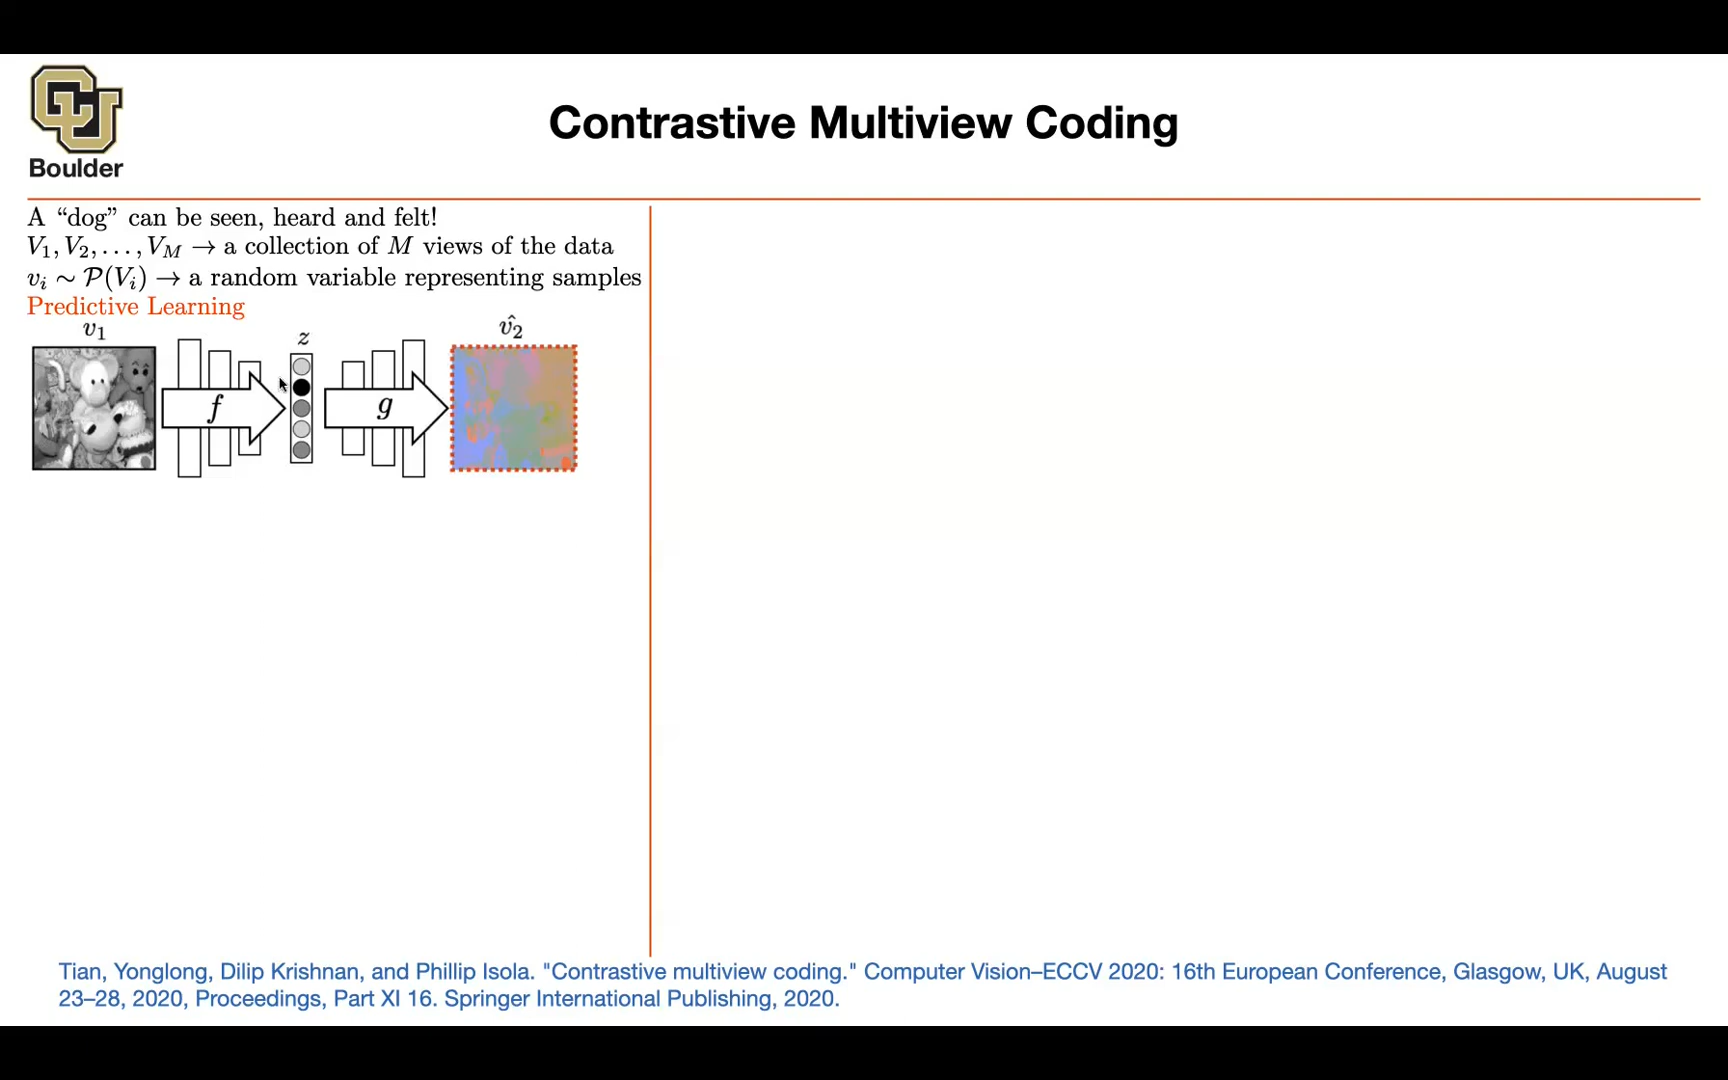 CU
Boulder
Contrastive Multiview Coding
A “dog” can be seen, heard and felt!
V₁, V₂, . . . , V_M → a collection of M views of the data
vᵢ ∼ 𝒫(Vᵢ) → a random variable representing samples
Predictive Learning
v₁ z v̂₂
f g
Tian, Yonglong, Dilip Krishnan, and Phillip Isola. "Contrastive multiview coding." Computer Vision–ECCV 2020: 16th European Conference, Glasgow, UK, August
23–28, 2020, Proceedings, Part XI 16. Springer International Publishing, 2020.